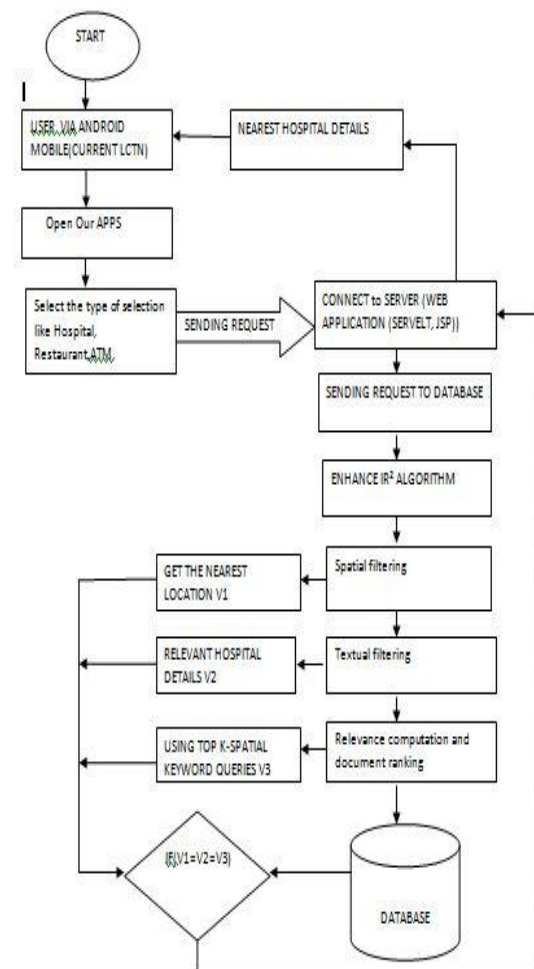 START
USER VIA ANDROID
MOBILE(CURRENT LCTN)
NEAREST HOSPITAL DETAILS
Open Our APPS
Select the type of selection
like Hospital,
Restaurant,ATM.
SENDING REQUEST
CONNECT to SERVER (WEB
APPLICATION (SERVELT, JSP))
SENDING REQUEST TO DATABASE
ENHANCE IR² ALGORITHM
Spatial filtering
GET THE NEAREST
LOCATION V1
Textual filtering
RELEVANT HOSPITAL
DETAILS V2
Relevance computation and
document ranking
USING TOP K-SPATIAL
KEYWORD QUERIES V3
IF(V1=V2=V3)
DATABASE